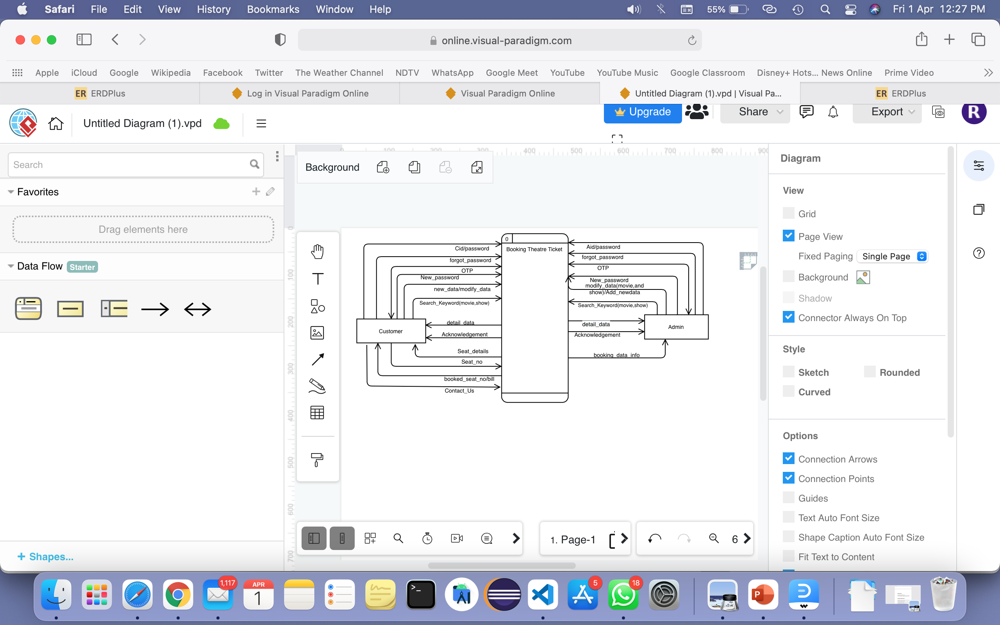 Safari File Edit View History Bookmarks Window Help 55% Fri 1 Apr 12:27 PM
online.visual-paradigm.com
Apple iCloud Google Wikipedia Facebook Twitter The Weather Channel NDTV WhatsApp Google Meet YouTube YouTube Music Google Classroom Disney+ Hots... News Online Prime Video
ER ERDPlus Log in Visual Paradigm Online Visual Paradigm Online Untitled Diagram (1).vpd | Visual Pa... ER ERDPlus
Untitled Diagram (1).vpd Upgrade Share Export R
Search
Favorites
Drag elements here
Data Flow Starter
+ Shapes...
0 100 200 300 400 500 600 700 800 900
Background
0 100 200 300 400 500 600 700
0
Booking Theatre Ticket
Cid/password
forgot_password
OTP
New_password
new_data/modify_data
Search_Keyword(movie,show)
Customer
detail_data
Acknowledgement
Seat_details
Seat_no
booked_seat_no/bill
Contact_Us
Aid/password
forgot_password
OTP
New_password
modify_data(movie,and
show)/Add_newdata
Search_Keyword(movie,show)
detail_data
Acknowledgement
Admin
booking_data_info
1. Page-1
6
Diagram
View
Grid
Page View
Fixed Paging Single Page
Background
Shadow
Connector Always On Top
Style
Sketch Rounded
Curved
Options
Connection Arrows
Connection Points
Guides
Text Auto Font Size
Shape Caption Auto Font Size
Fit Text to Content
1,117
APR
1
5
18
P